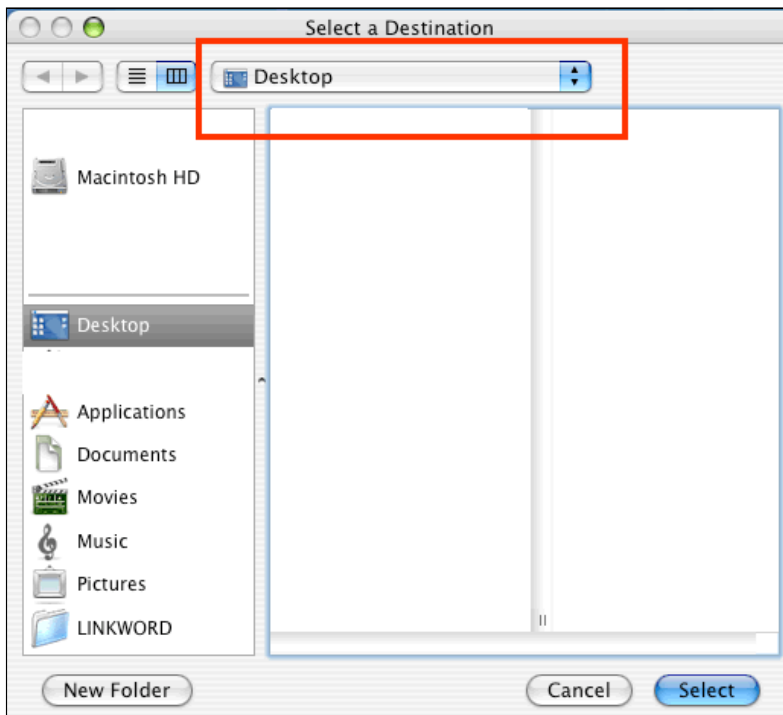 Select a Destination
Desktop
Macintosh HD
Desktop
Applications
Documents
Movies
Music
Pictures
LINKWORD
New Folder
Cancel
Select